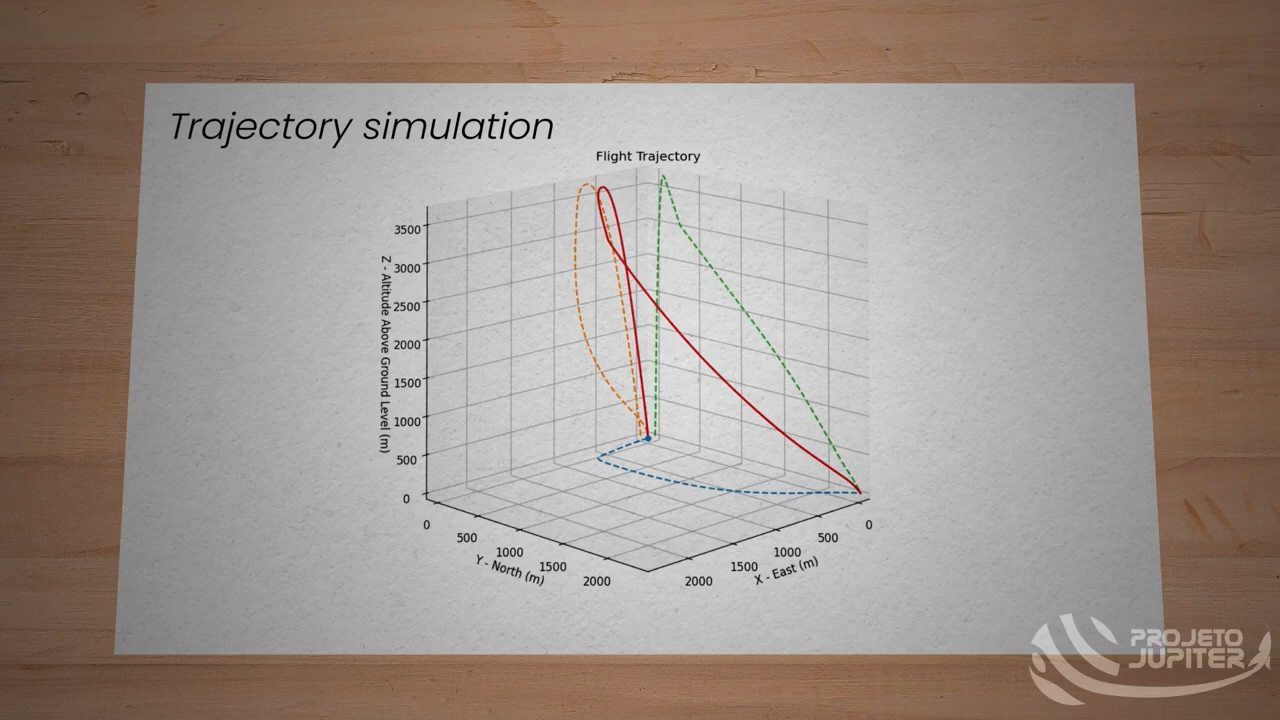 Trajectory simulation
Flight Trajectory
3500
3000
2500
2000
1500
1000
500
0
Z - Altitude Above Ground Level (m)
0
500
1000
1500
2000
Y - North (m)
2000
1500
1000
500
0
X - East (m)
PROJETO
JUPITER